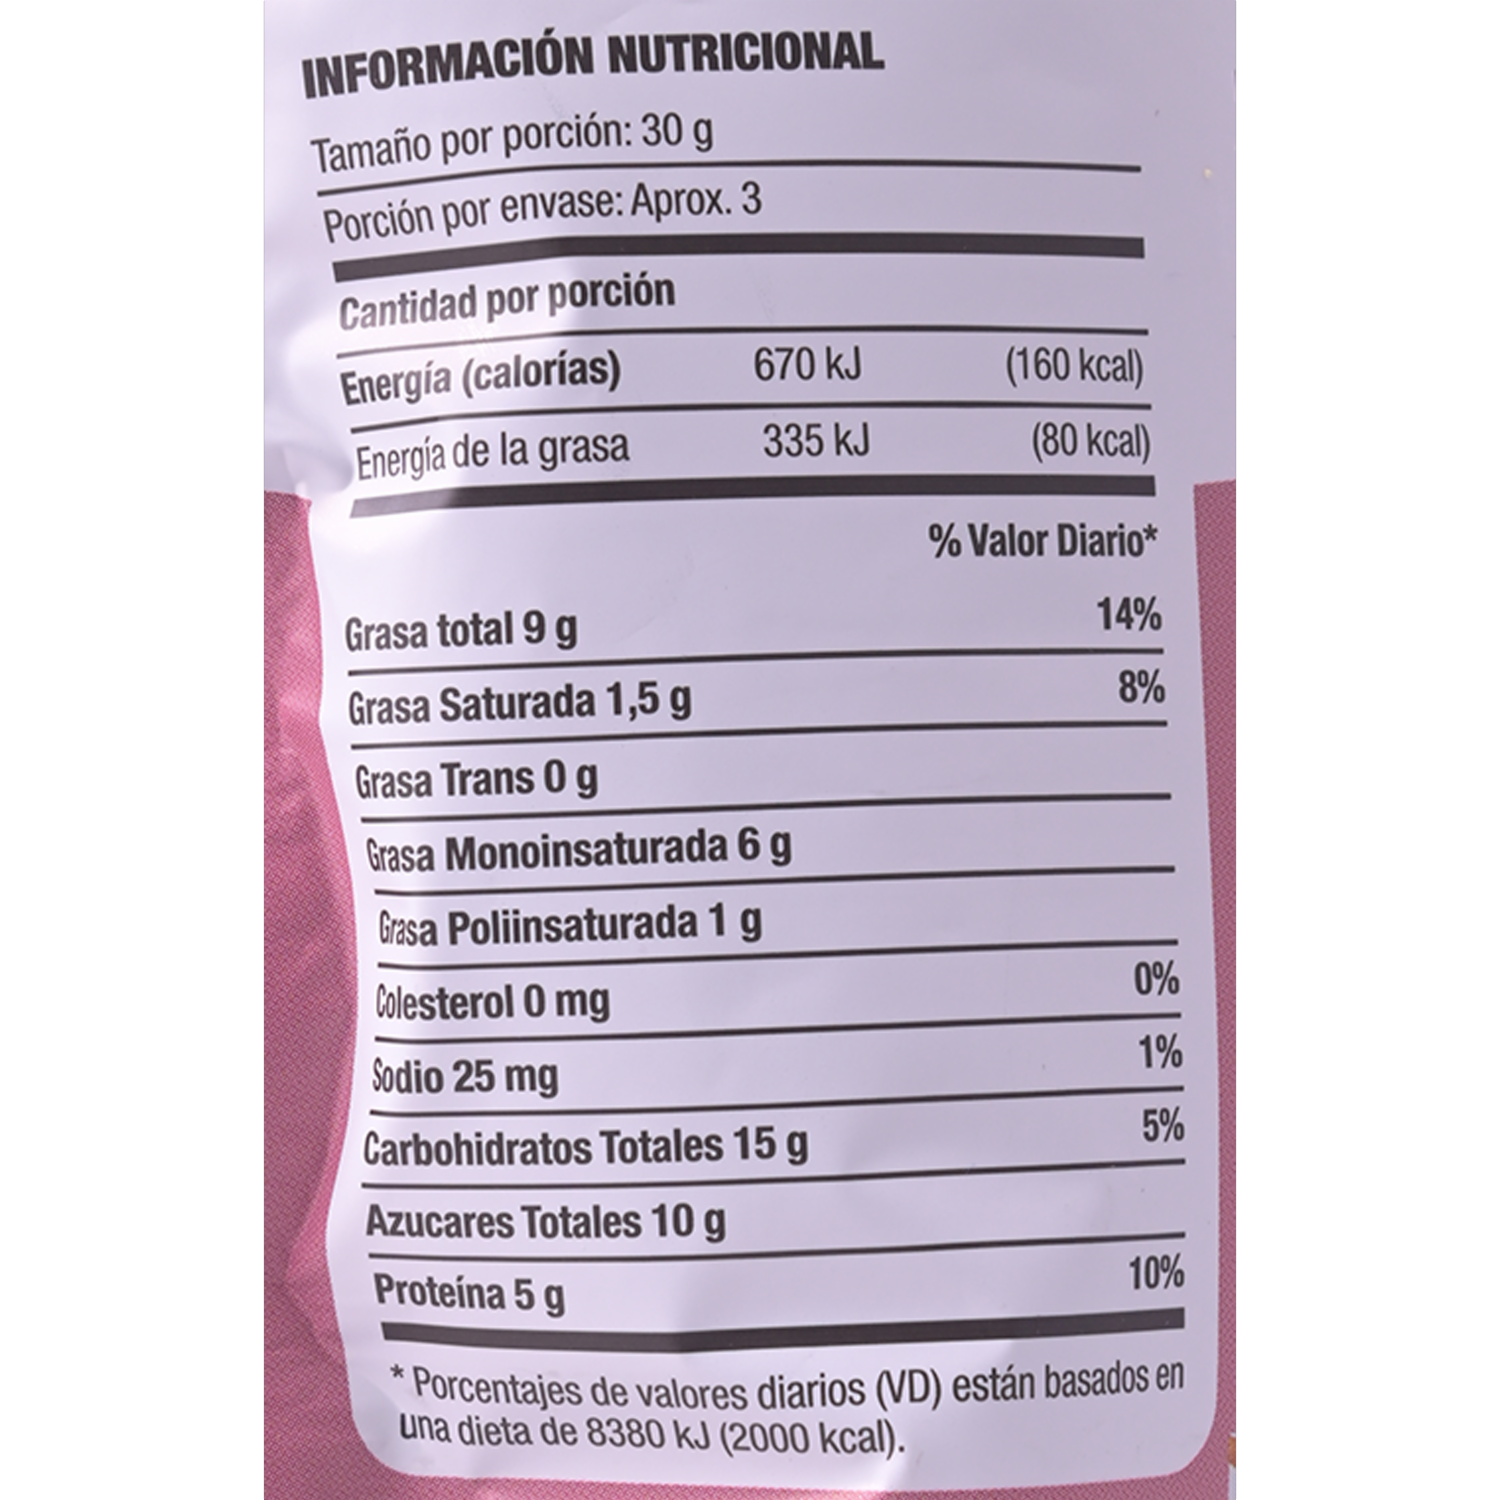 INFORMACIÓN NUTRICIONAL
Tamaño por porción: 30 g
Porción por envase: Aprox. 3
Cantidad por porción
Energía (calorías) 670 kJ (160 kcal)
Energía de la grasa 335 kJ (80 kcal)
% Valor Diario*
Grasa total 9 g 14%
Grasa Saturada 1,5 g 8%
Grasa Trans 0 g
Grasa Monoinsaturada 6 g
Grasa Poliinsaturada 1 g
Colesterol 0 mg 0%
Sodio 25 mg 1%
Carbohidratos Totales 15 g 5%
Azucares Totales 10 g
Proteína 5 g 10%
* Porcentajes de valores diarios (VD) están basados en
una dieta de 8380 kJ (2000 kcal).